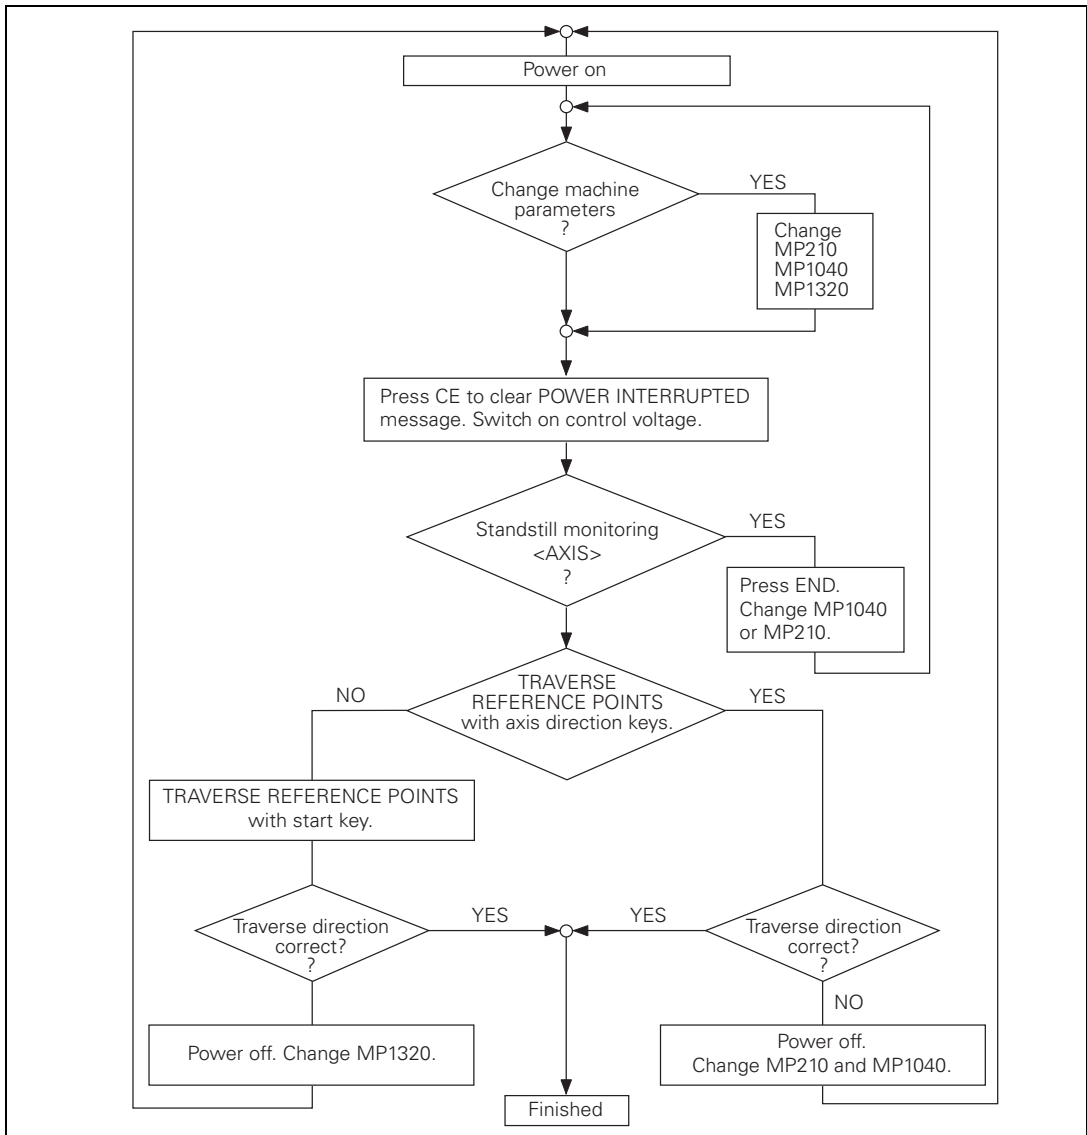 Power on
Change machine
parameters
?
YES
Change
MP210
MP1040
MP1320
Press CE to clear POWER INTERRUPTED
message. Switch on control voltage.
Standstill monitoring
<AXIS>
?
YES
Press END.
Change MP1040
or MP210.
TRAVERSE
REFERENCE POINTS
with axis direction keys.
NO
YES
TRAVERSE REFERENCE POINTS
with start key.
Traverse direction
correct?
?
YES
YES
Traverse direction
correct?
?
NO
Power off. Change MP1320.
Power off.
Change MP210 and MP1040.
Finished